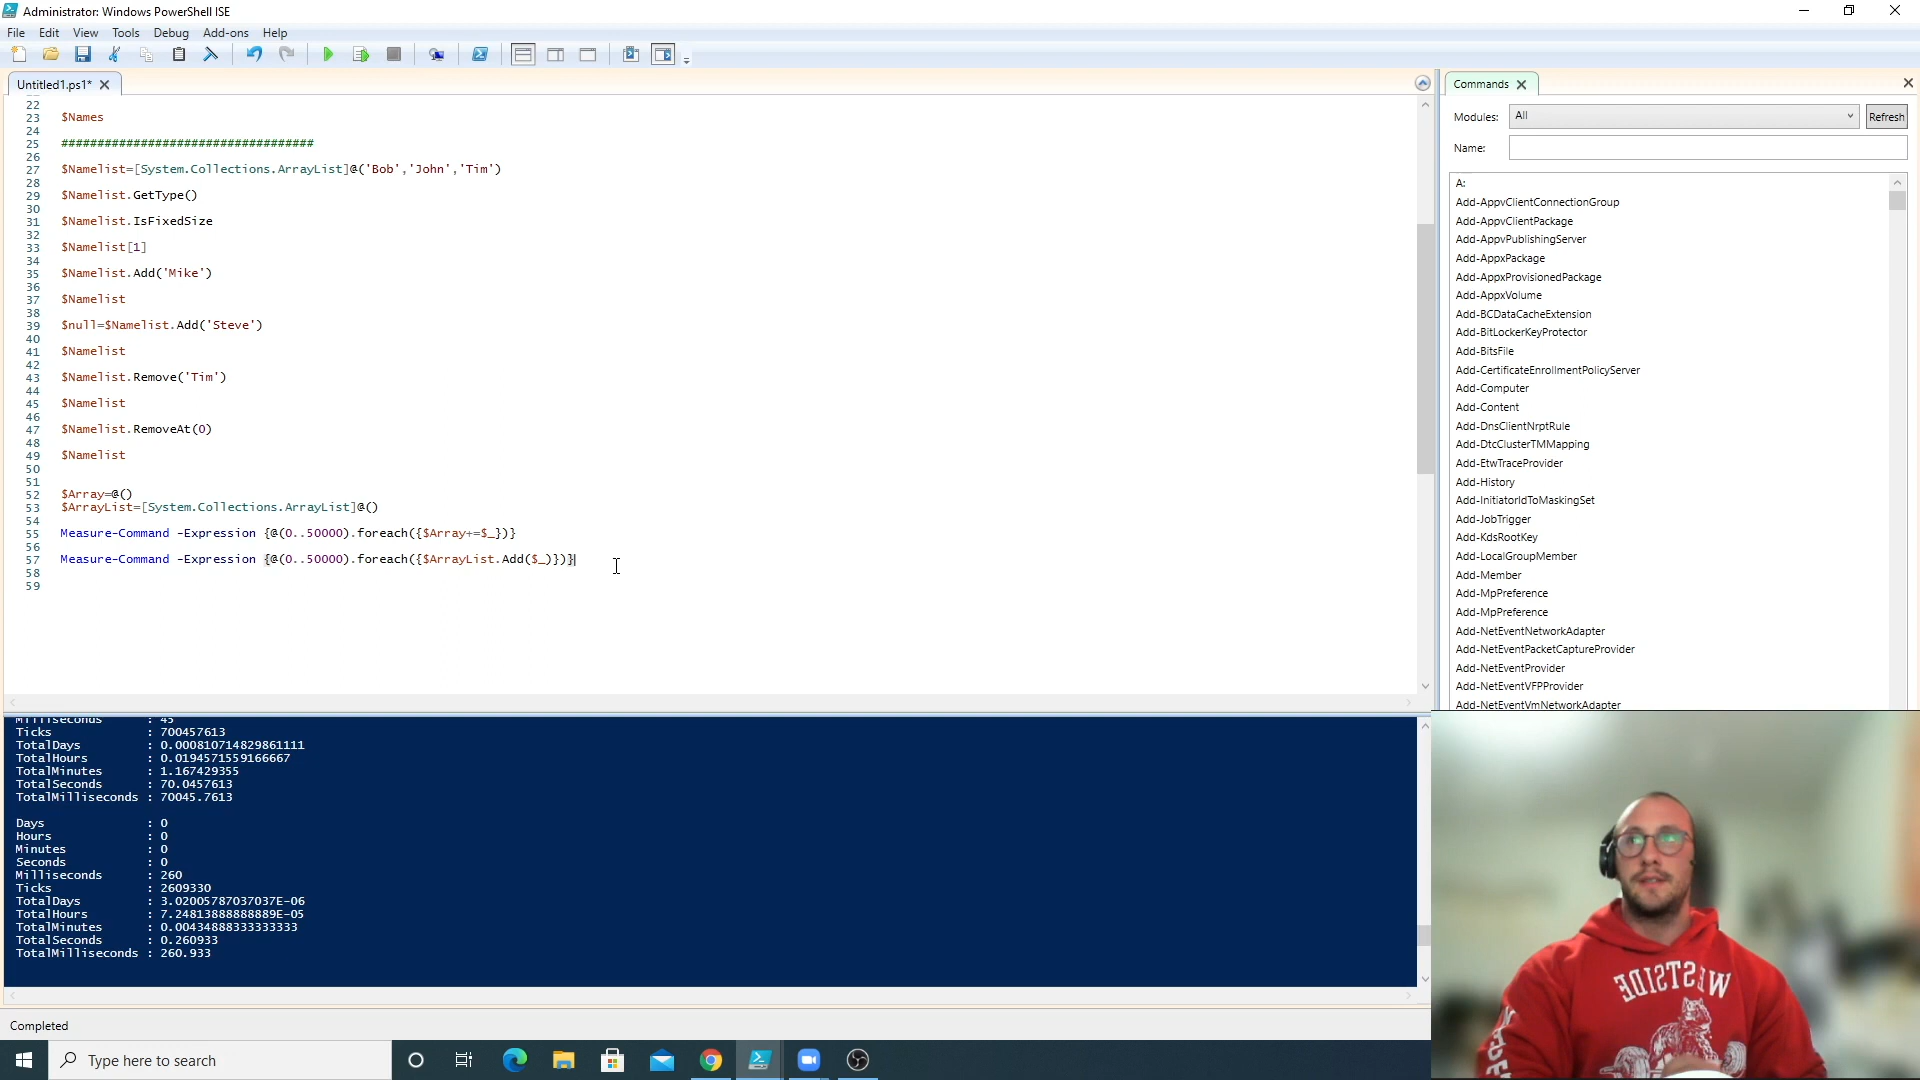 Administrator: Windows PowerShell ISE
File Edit View Tools Debug Add-ons Help
Untitled1.ps1*
Commands
22
23 $Names
24
25 ###################################
26
27 $Namelist=[System.Collections.ArrayList]@('Bob','John','Tim')
28
29 $Namelist.GetType()
30
31 $Namelist.IsFixedSize
32
33 $Namelist[1]
34
35 $Namelist.Add('Mike')
36
37 $Namelist
38
39 $null=$Namelist.Add('Steve')
40
41 $Namelist
42
43 $Namelist.Remove('Tim')
44
45 $Namelist
46
47 $Namelist.RemoveAt(0)
48
49 $Namelist
50
51
52 $Array=@()
53 $ArrayList=[System.Collections.ArrayList]@()
54
55 Measure-Command -Expression {@(0..50000).foreach({$Array+=$_})}
56
57 Measure-Command -Expression {@(0..50000).foreach({$ArrayList.Add($_)})}
58
59
Modules: All Refresh
Name:
A:
Add-AppvClientConnectionGroup
Add-AppvClientPackage
Add-AppvPublishingServer
Add-AppxPackage
Add-AppxProvisionedPackage
Add-AppxVolume
Add-BCDataCacheExtension
Add-BitLockerKeyProtector
Add-BitsFile
Add-CertificateEnrollmentPolicyServer
Add-Computer
Add-Content
Add-DnsClientNrptRule
Add-DtcClusterTMMapping
Add-EtwTraceProvider
Add-History
Add-InitiatorIdToMaskingSet
Add-JobTrigger
Add-KdsRootKey
Add-LocalGroupMember
Add-Member
Add-MpPreference
Add-MpPreference
Add-NetEventNetworkAdapter
Add-NetEventPacketCaptureProvider
Add-NetEventProvider
Add-NetEventVFPProvider
Add-NetEventVmNetworkAdapter
Milliseconds : 45
Ticks : 700457613
TotalDays : 0.000810714829861111
TotalHours : 0.0194571559166667
TotalMinutes : 1.167429355
TotalSeconds : 70.0457613
TotalMilliseconds : 70045.7613
Days : 0
Hours : 0
Minutes : 0
Seconds : 0
Milliseconds : 260
Ticks : 2609330
TotalDays : 3.02005787037037E-06
TotalHours : 7.24813888888889E-05
TotalMinutes : 0.00434888333333333
TotalSeconds : 0.260933
TotalMilliseconds : 260.933
Completed
Type here to search
WESTSIDE